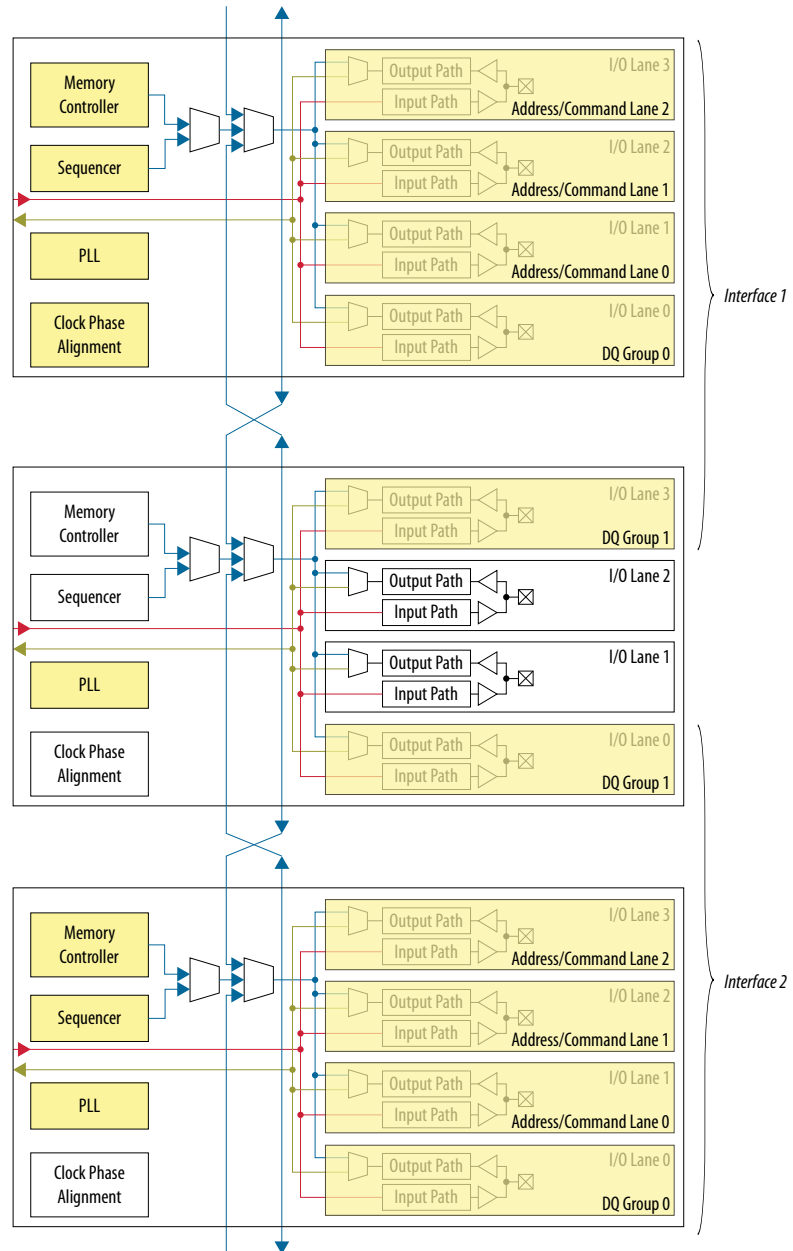 Memory
Controller
Sequencer
PLL
Clock Phase
Alignment
I/O Lane 3
Output Path
Input Path
Address/Command Lane 2
I/O Lane 2
Output Path
Input Path
Address/Command Lane 1
I/O Lane 1
Output Path
Input Path
Address/Command Lane 0
I/O Lane 0
Output Path
Input Path
DQ Group 0
Interface 1
Memory
Controller
Sequencer
PLL
Clock Phase
Alignment
I/O Lane 3
Output Path
Input Path
DQ Group 1
I/O Lane 2
Output Path
Input Path
I/O Lane 1
Output Path
Input Path
I/O Lane 0
Output Path
Input Path
DQ Group 1
Memory
Controller
Sequencer
PLL
Clock Phase
Alignment
I/O Lane 3
Output Path
Input Path
Address/Command Lane 2
I/O Lane 2
Output Path
Input Path
Address/Command Lane 1
I/O Lane 1
Output Path
Input Path
Address/Command Lane 0
I/O Lane 0
Output Path
Input Path
DQ Group 0
Interface 2